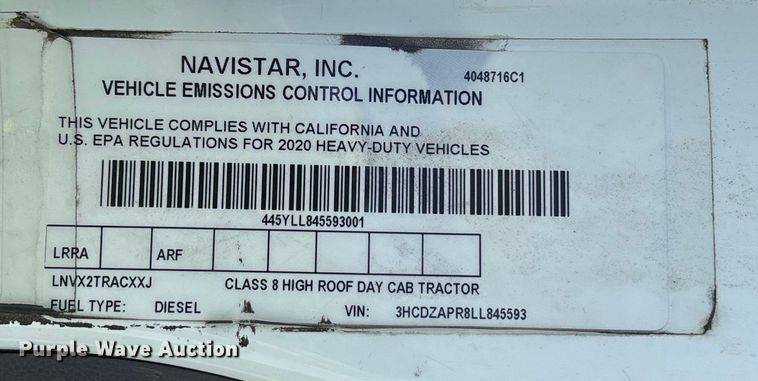 NAVISTAR, INC.
4048716C1
VEHICLE EMISSIONS CONTROL INFORMATION
THIS VEHICLE COMPLIES WITH CALIFORNIA AND
U.S. EPA REGULATIONS FOR 2020 HEAVY-DUTY VEHICLES
445YLL845593001
LRRA ARF
LNVX2TRACXXJ CLASS 8 HIGH ROOF DAY CAB TRACTOR
FUEL TYPE: DIESEL VIN: 3HCDZAPR8LL845593
Purple Wave Auction